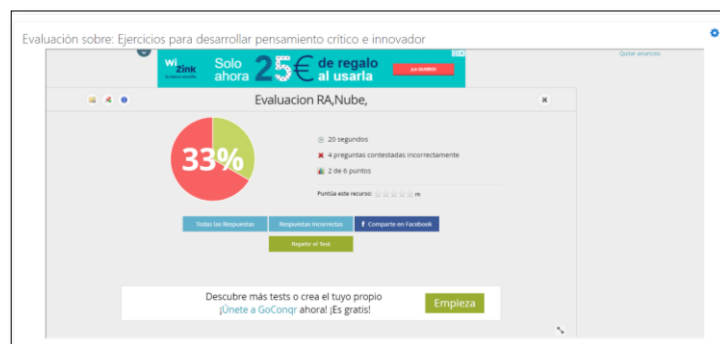 Evaluación sobre: Ejercicios para desarrollar pensamiento crítico e innovador
Quitar anuncios
WiZink
Solo ahora 25€ de regalo al usarla
Evaluacion RA,Nube,
33%
20 segundos
4 preguntas contestadas incorrectamente
2 de 6 puntos
Puntúa este recurso:
Todas las Respuestas
Respuestas Incorrectas
f Comparte en Facebook
Repetir el Test
Descubre más tests o crea el tuyo propio
¡Únete a GoConqr ahora! ¡Es gratis!
Empieza